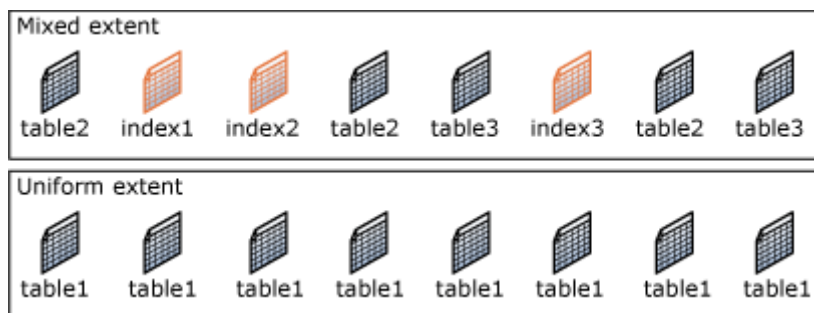 Mixed extent
table2 index1 index2 table2 table3 index3 table2 table3
Uniform extent
table1 table1 table1 table1 table1 table1 table1 table1